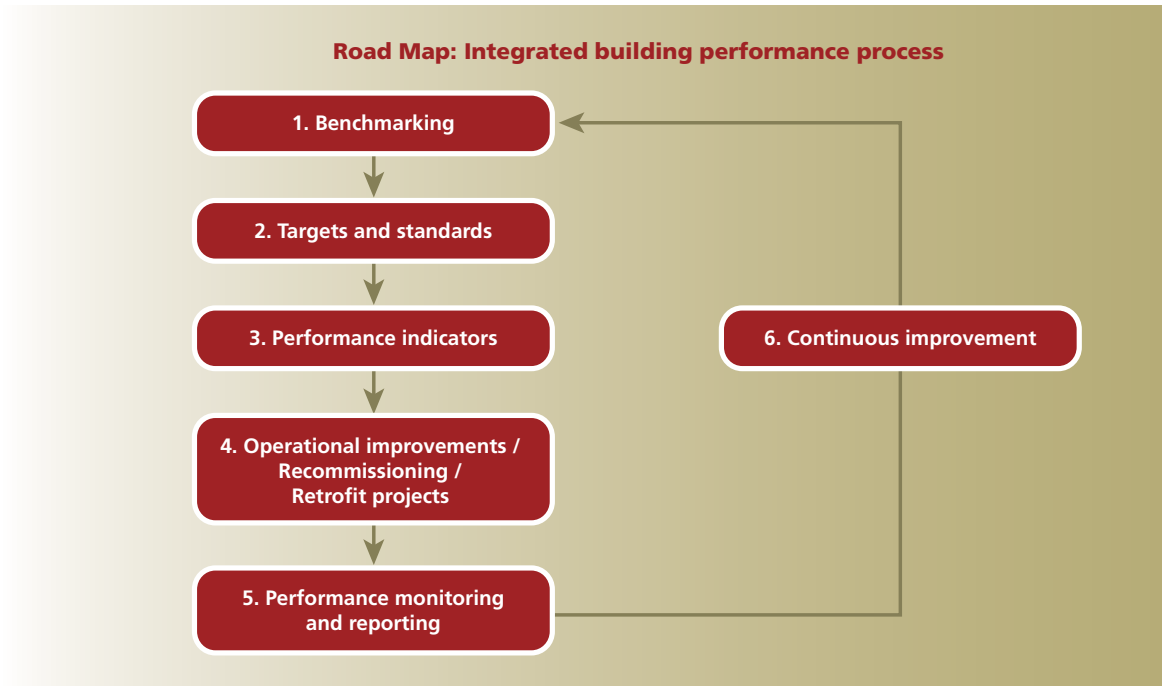 Road Map: Integrated building performance process
1. Benchmarking
2. Targets and standards
3. Performance indicators
6. Continuous improvement
4. Operational improvements /
Recommissioning /
Retrofit projects
5. Performance monitoring
and reporting